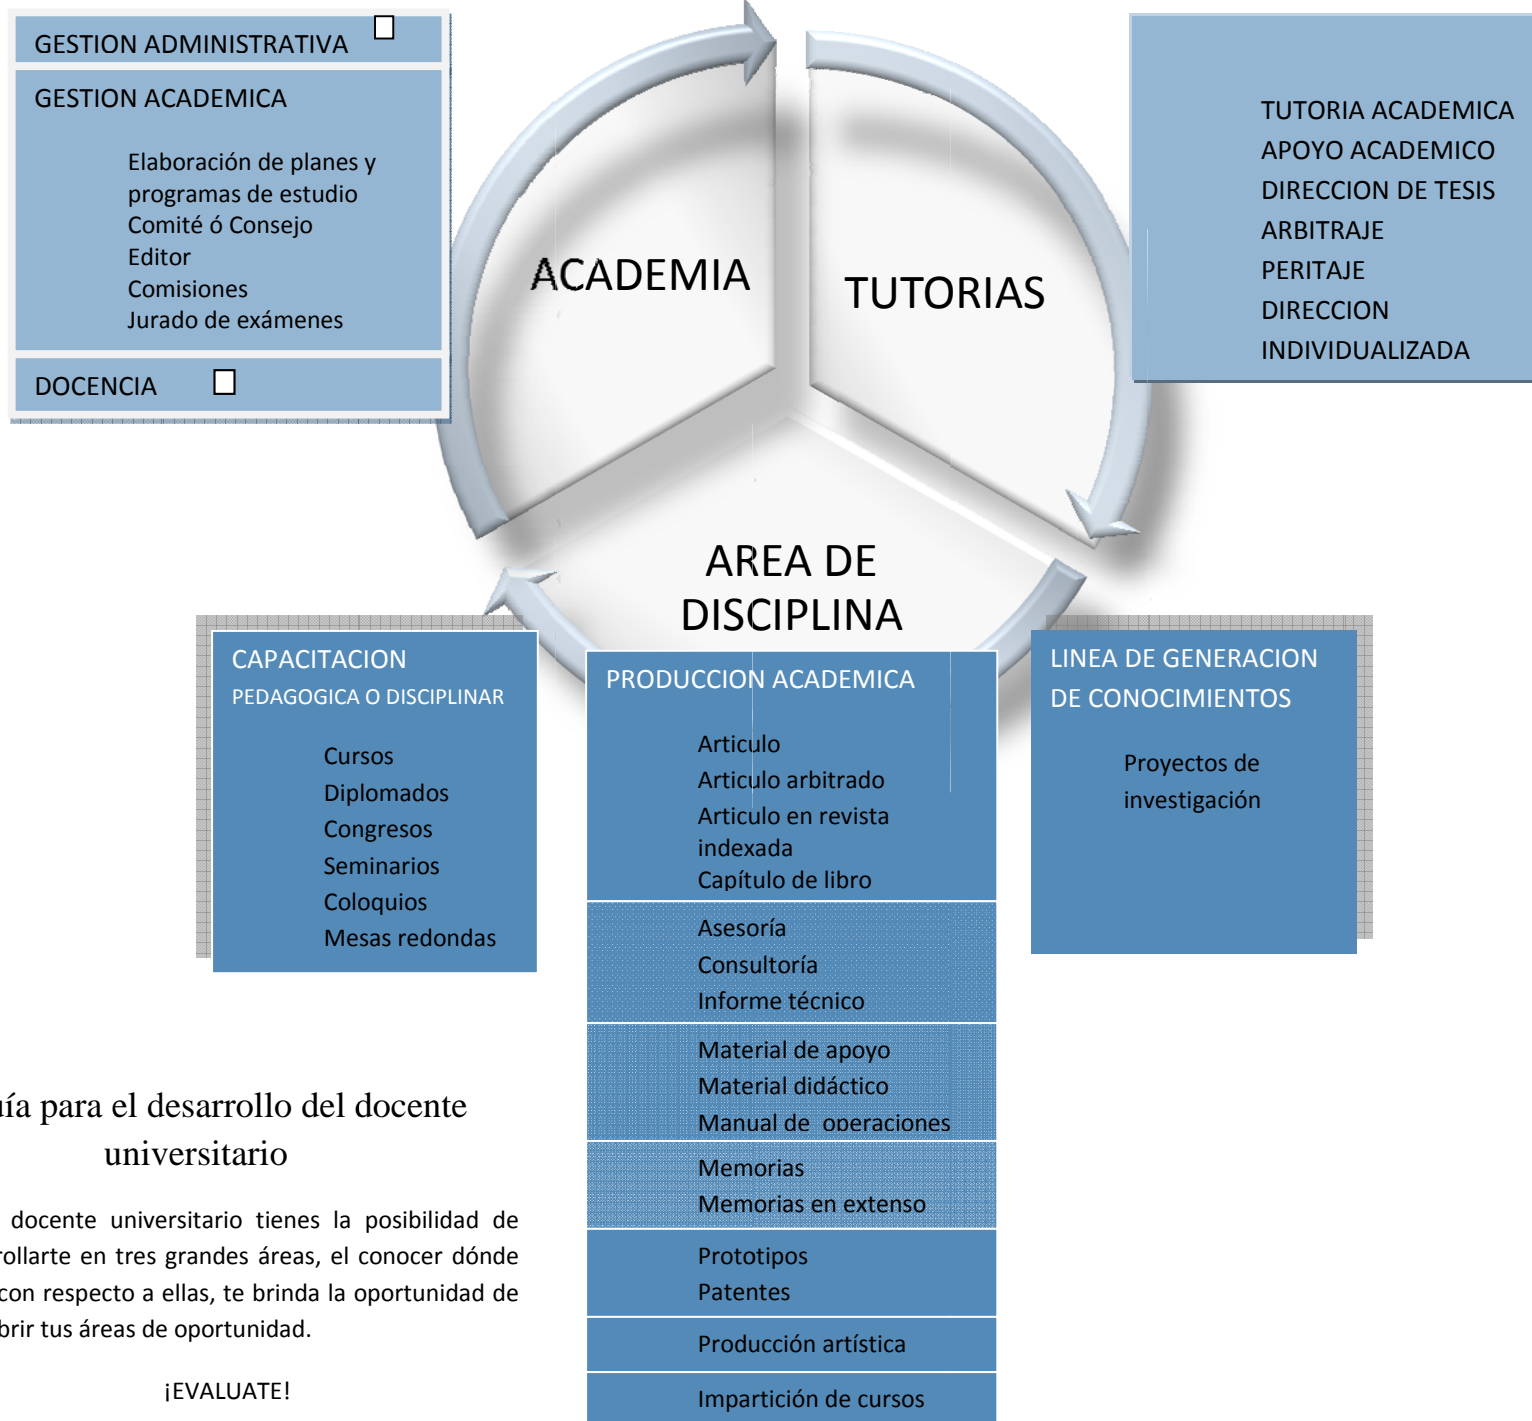 GESTION ADMINISTRATIVA
GESTION ACADEMICA
Elaboración de planes y
programas de estudio
Comité ó Consejo
Editor
Comisiones
Jurado de exámenes
DOCENCIA
ACADEMIA
TUTORIAS
TUTORIA ACADEMICA
APOYO ACADEMICO
DIRECCION DE TESIS
ARBITRAJE
PERITAJE
DIRECCION
INDIVIDUALIZADA
AREA DE
DISCIPLINA
CAPACITACION
PEDAGOGICA O DISCIPLINAR
Cursos
Diplomados
Congresos
Seminarios
Coloquios
Mesas redondas
PRODUCCION ACADEMICA
Articulo
Articulo arbitrado
Articulo en revista
indexada
Capítulo de libro
Asesoría
Consultoría
Informe técnico
Material de apoyo
Material didáctico
Manual de operaciones
Memorias
Memorias en extenso
Prototipos
Patentes
Producción artística
Impartición de cursos
LINEA DE GENERACION
DE CONOCIMIENTOS
Proyectos de
investigación
para el desarrollo del docente
universitario
docente universitario tienes la posibilidad de
en tres grandes áreas, el conocer dónde
con respecto a ellas, te brinda la oportunidad de
tus áreas de oportunidad.
¡EVALUATE!